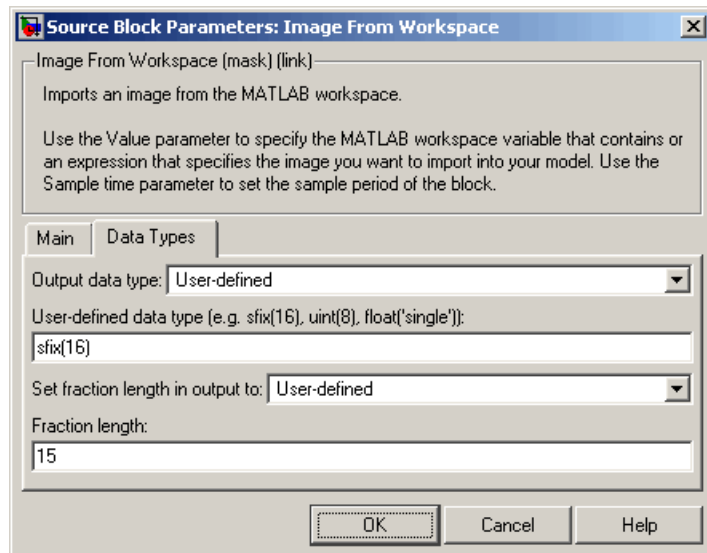 Source Block Parameters: Image From Workspace
Image From Workspace (mask) (link)
Imports an image from the MATLAB workspace.
Use the Value parameter to specify the MATLAB workspace variable that contains or
an expression that specifies the image you want to import into your model. Use the
Sample time parameter to set the sample period of the block.
Main Data Types
Output data type: User-defined
User-defined data type (e.g. sfix(16), uint(8), float('single')):
sfix(16)
Set fraction length in output to: User-defined
Fraction length:
15
OK Cancel Help